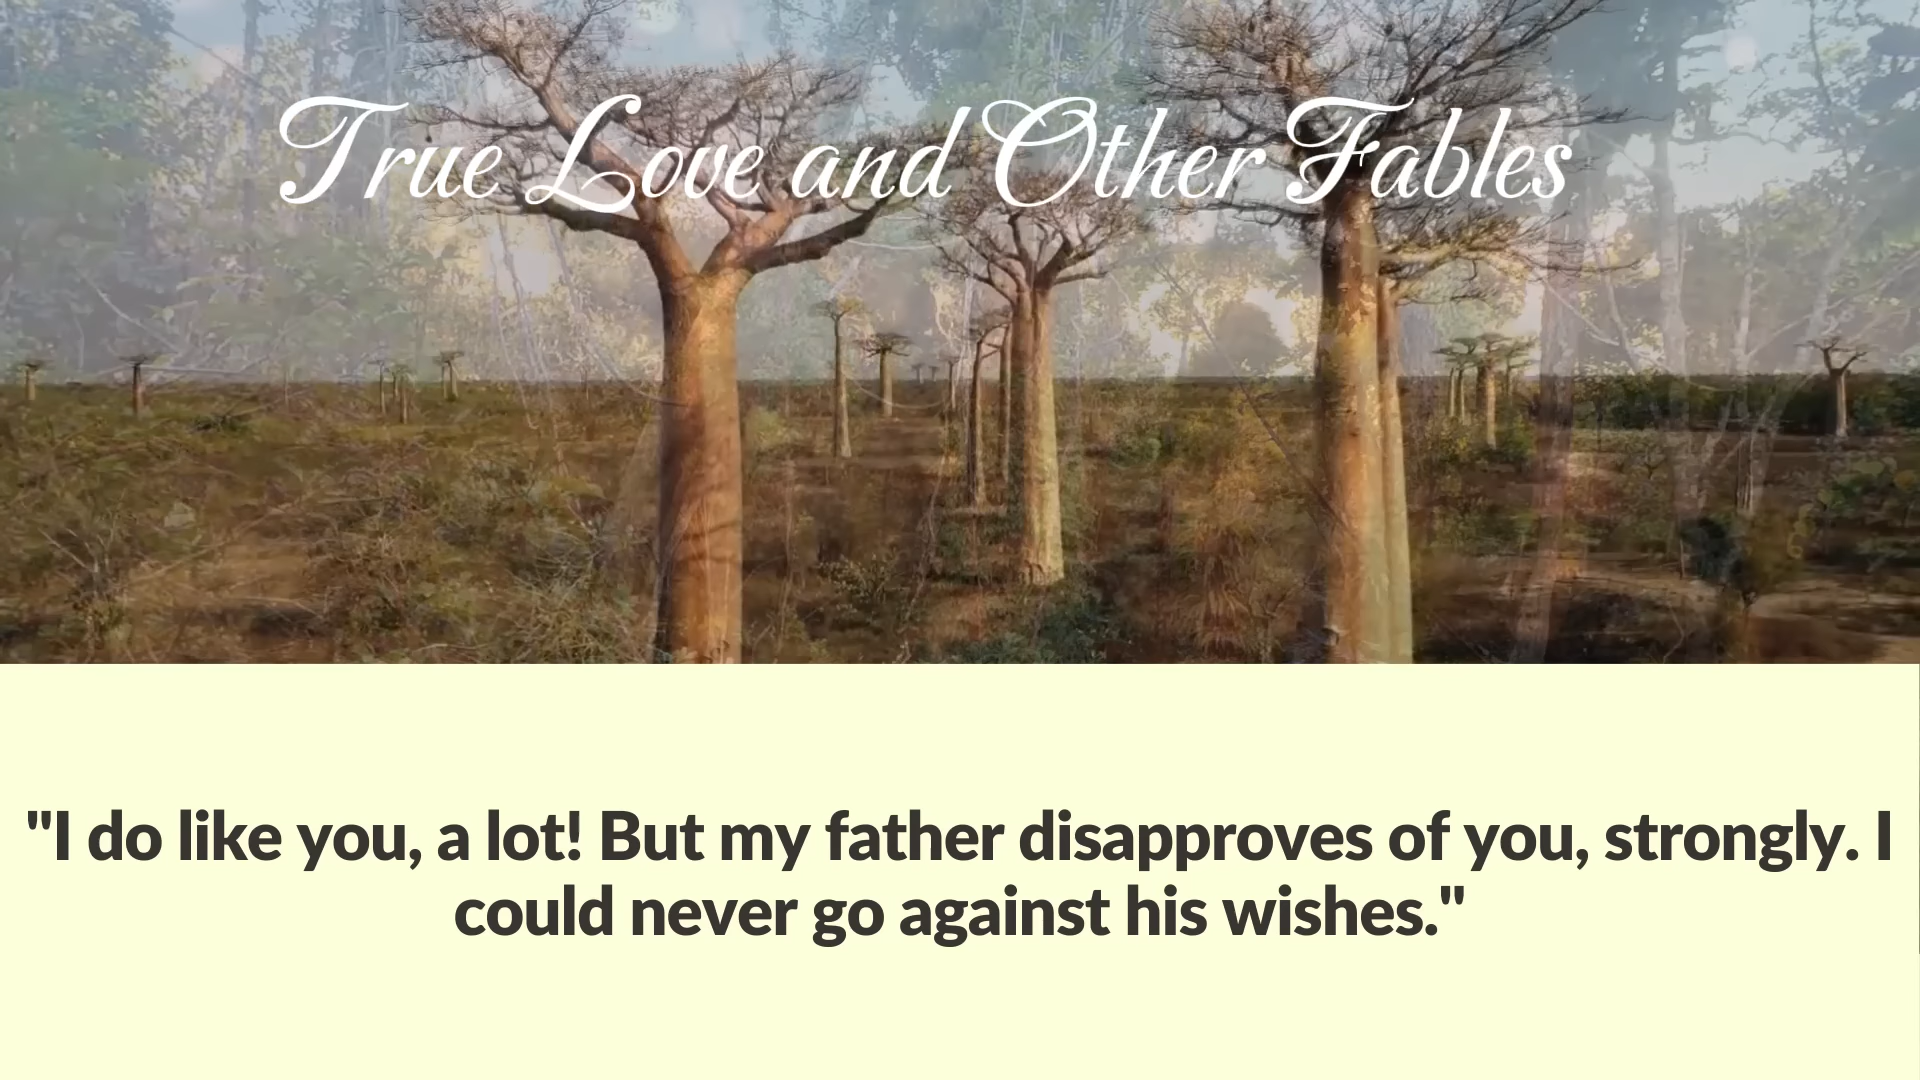 True Love and Other Fables
"I do like you, a lot! But my father disapproves of you, strongly. I
could never go against his wishes."